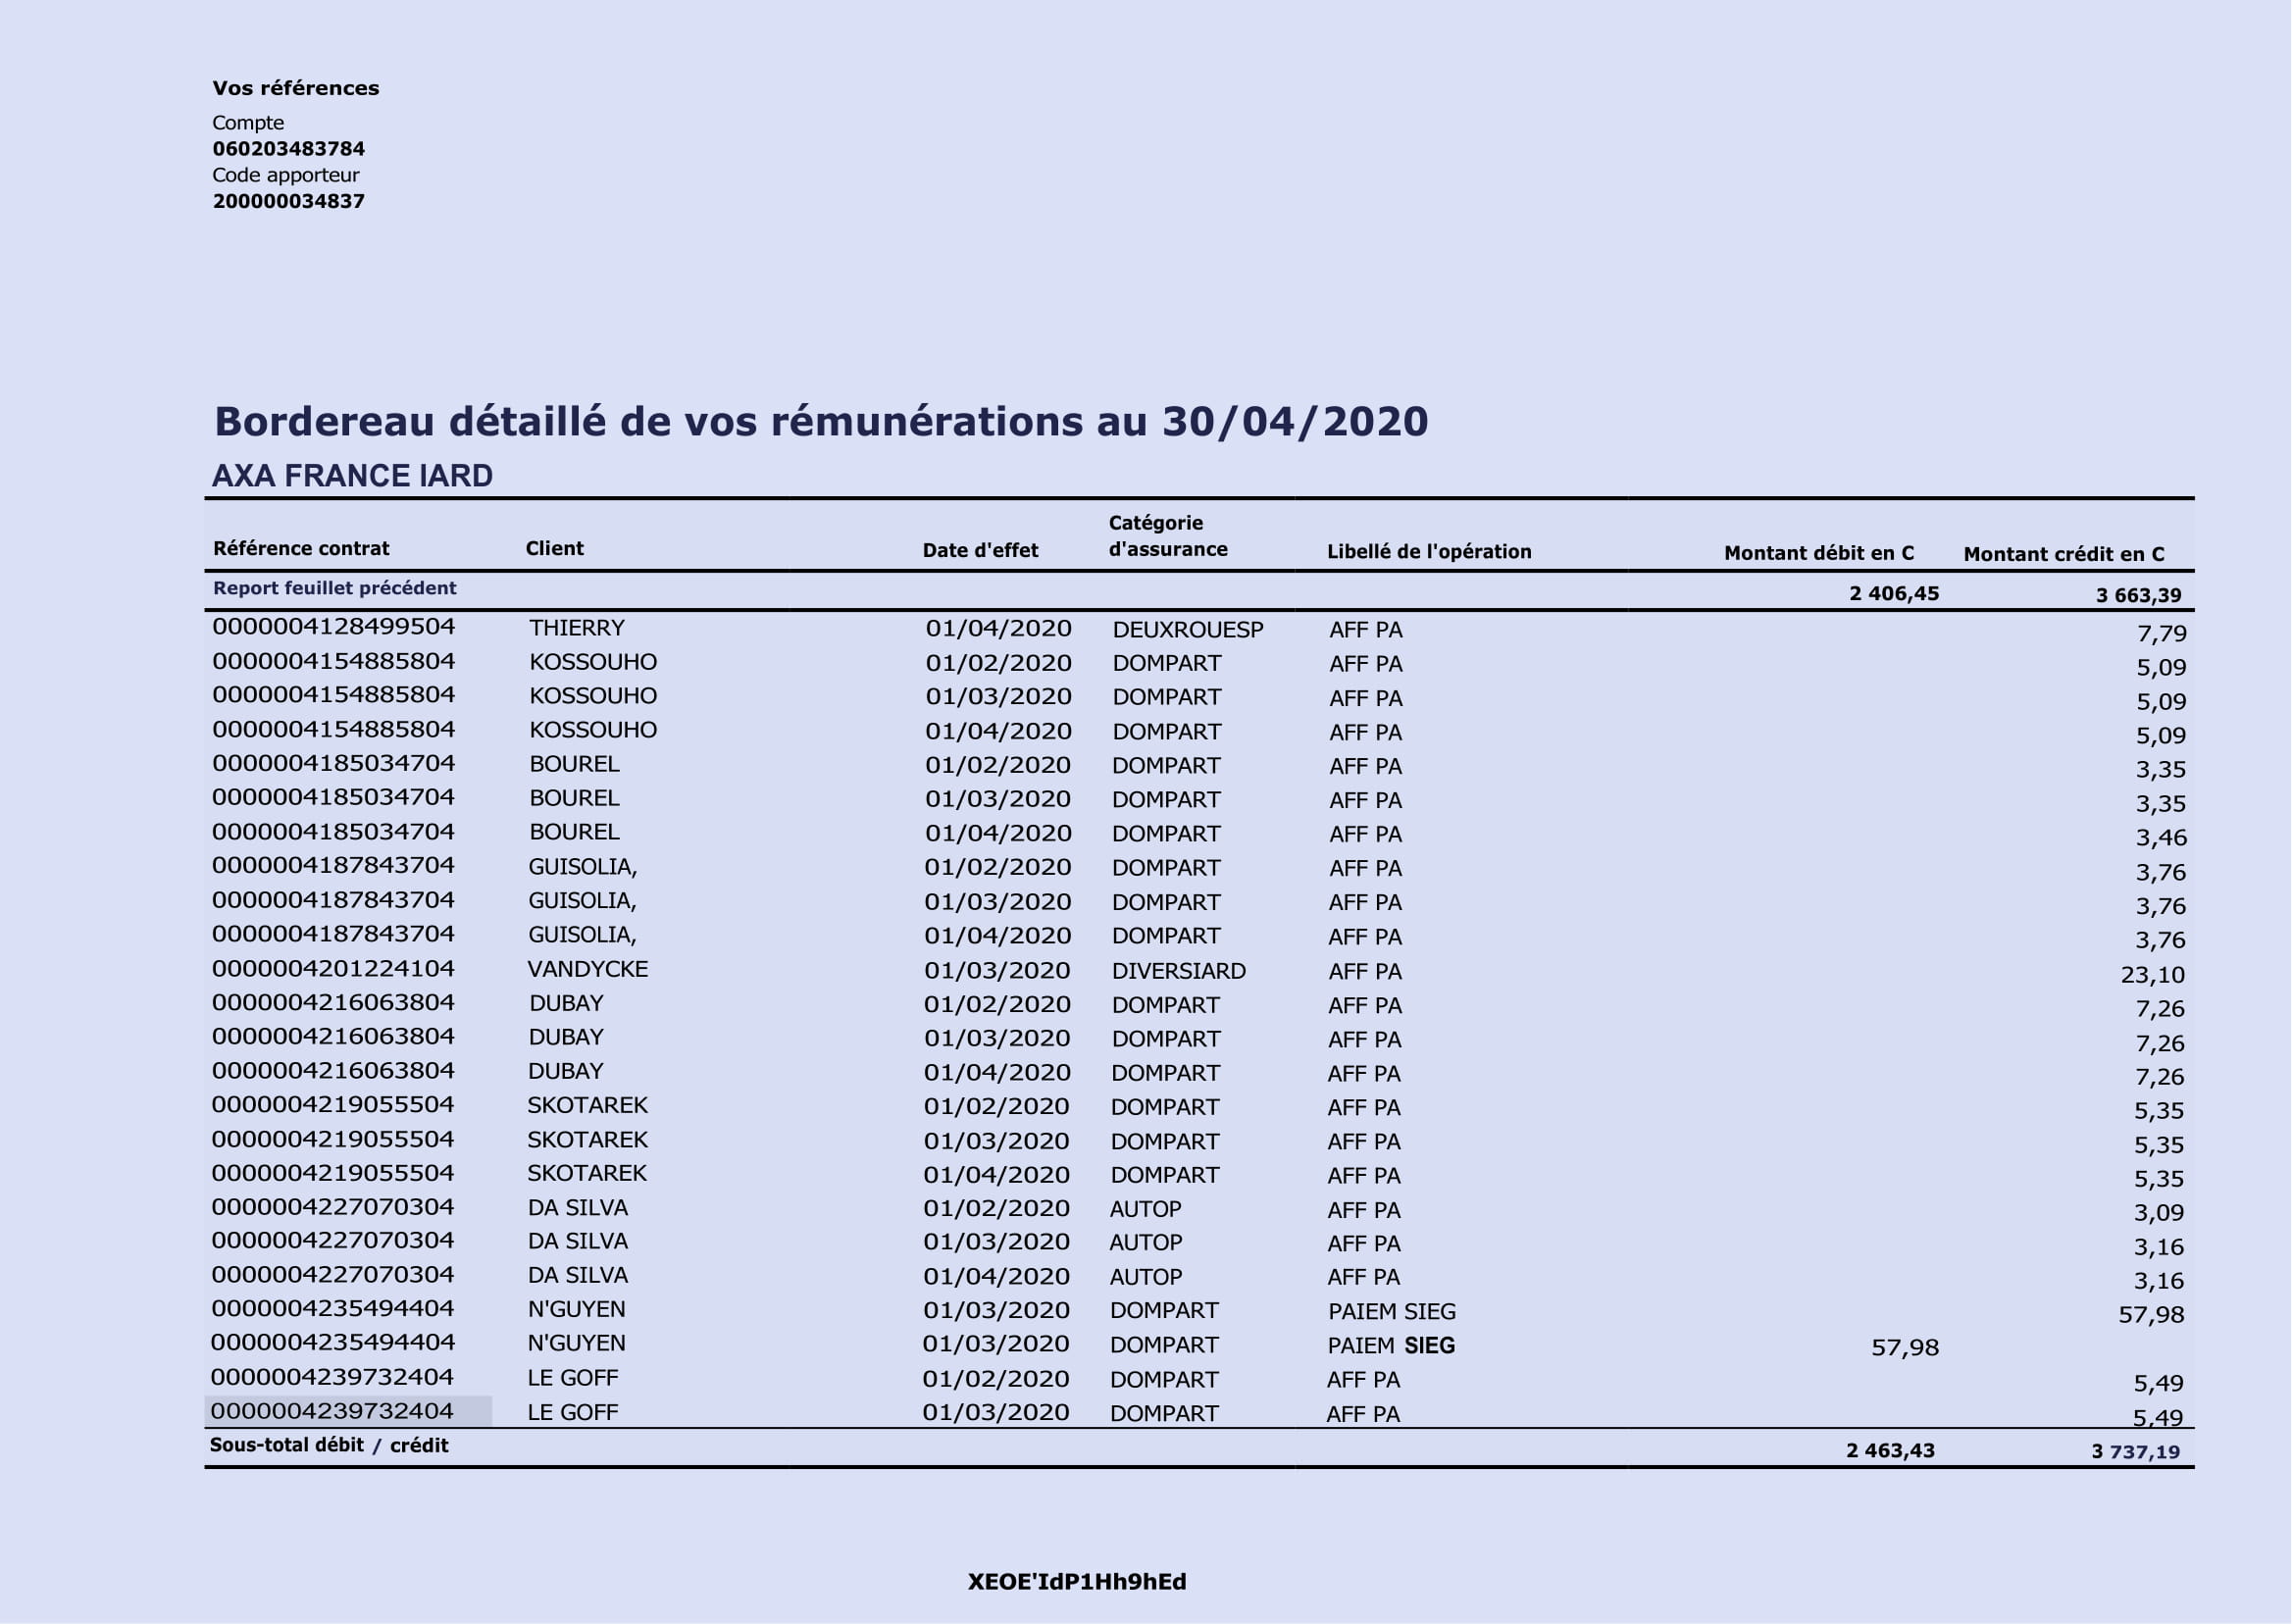 Vos références
Compte
060203483784
Code apporteur
200000034837
Bordereau détaillé de vos rémunérations au 30/04/2020
AXA FRANCE IARD
Référence contrat Client Date d'effet Catégorie d'assurance Libellé de l'opération Montant débit en C Montant crédit en C
Report feuillet précédent 2 406,45 3 663,39
0000004128499504 THIERRY 01/04/2020 DEUXROUESP AFF PA 7,79
0000004154885804 KOSSOUHO 01/02/2020 DOMPART AFF PA 5,09
0000004154885804 KOSSOUHO 01/03/2020 DOMPART AFF PA 5,09
0000004154885804 KOSSOUHO 01/04/2020 DOMPART AFF PA 5,09
0000004185034704 BOUREL 01/02/2020 DOMPART AFF PA 3,35
0000004185034704 BOUREL 01/03/2020 DOMPART AFF PA 3,35
0000004185034704 BOUREL 01/04/2020 DOMPART AFF PA 3,46
0000004187843704 GUISOLIA, 01/02/2020 DOMPART AFF PA 3,76
0000004187843704 GUISOLIA, 01/03/2020 DOMPART AFF PA 3,76
0000004187843704 GUISOLIA, 01/04/2020 DOMPART AFF PA 3,76
0000004201224104 VANDYCKE 01/03/2020 DIVERSIARD AFF PA 23,10
0000004216063804 DUBAY 01/02/2020 DOMPART AFF PA 7,26
0000004216063804 DUBAY 01/03/2020 DOMPART AFF PA 7,26
0000004216063804 DUBAY 01/04/2020 DOMPART AFF PA 7,26
0000004219055504 SKOTAREK 01/02/2020 DOMPART AFF PA 5,35
0000004219055504 SKOTAREK 01/03/2020 DOMPART AFF PA 5,35
0000004219055504 SKOTAREK 01/04/2020 DOMPART AFF PA 5,35
0000004227070304 DA SILVA 01/02/2020 AUTOP AFF PA 3,09
0000004227070304 DA SILVA 01/03/2020 AUTOP AFF PA 3,16
0000004227070304 DA SILVA 01/04/2020 AUTOP AFF PA 3,16
0000004235494404 N'GUYEN 01/03/2020 DOMPART PAIEM SIEG 57,98
0000004235494404 N'GUYEN 01/03/2020 DOMPART PAIEM SIEG 57,98
0000004239732404 LE GOFF 01/02/2020 DOMPART AFF PA 5,49
0000004239732404 LE GOFF 01/03/2020 DOMPART AFF PA 5,49
Sous-total débit / crédit 2 463,43 3 737,19
XEOE'IdP1Hh9hEd